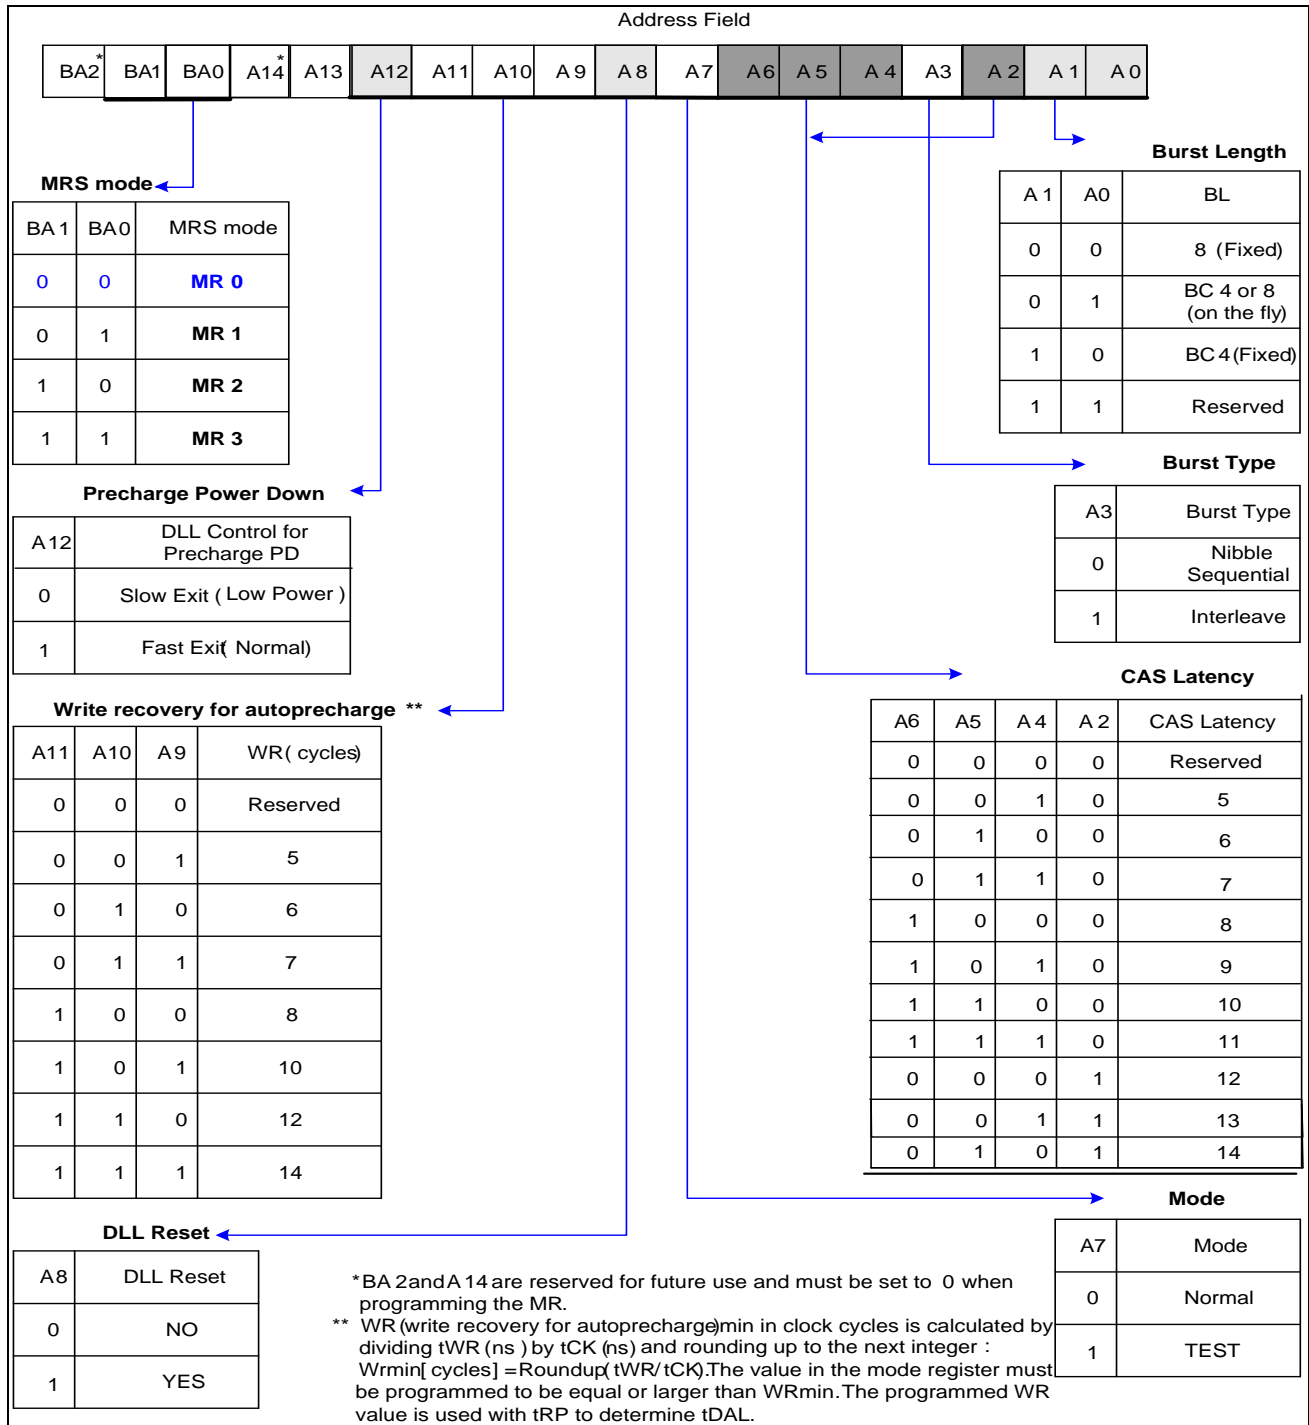 Address Field
BA2* BA1 BA0 A14* A13 A12 A11 A10 A9 A8 A7 A6 A5 A4 A3 A2 A1 A0
MRS mode
BA1 BA0 MRS mode
0 0 MR 0
0 1 MR 1
1 0 MR 2
1 1 MR 3
Burst Length
A1 A0 BL
0 0 8 (Fixed)
0 1 BC 4 or 8
(on the fly)
1 0 BC 4 (Fixed)
1 1 Reserved
Precharge Power Down
A12 DLL Control for
Precharge PD
0 Slow Exit ( Low Power )
1 Fast Exit( Normal)
Burst Type
A3 Burst Type
0 Nibble
Sequential
1 Interleave
Write recovery for autoprecharge **
A11 A10 A9 WR( cycles)
0 0 0 Reserved
0 0 1 5
0 1 0 6
0 1 1 7
1 0 0 8
1 0 1 10
1 1 0 12
1 1 1 14
CAS Latency
A6 A5 A4 A2 CAS Latency
0 0 0 0 Reserved
0 0 1 0 5
0 1 0 0 6
0 1 1 0 7
1 0 0 0 8
1 0 1 0 9
1 1 0 0 10
1 1 1 0 11
0 0 0 1 12
0 0 1 1 13
0 1 0 1 14
DLL Reset
A8 DLL Reset
0 NO
1 YES
Mode
A7 Mode
0 Normal
1 TEST
*BA 2 and A 14 are reserved for future use and must be set to 0 when
programming the MR.
** WR (write recovery for autoprecharge)min in clock cycles is calculated by
dividing tWR (ns ) by tCK (ns) and rounding up to the next integer :
Wrmin[ cycles] =Roundup( tWR/ tCK).The value in the mode register must
be programmed to be equal or larger than WRmin. The programmed WR
value is used with tRP to determine tDAL.